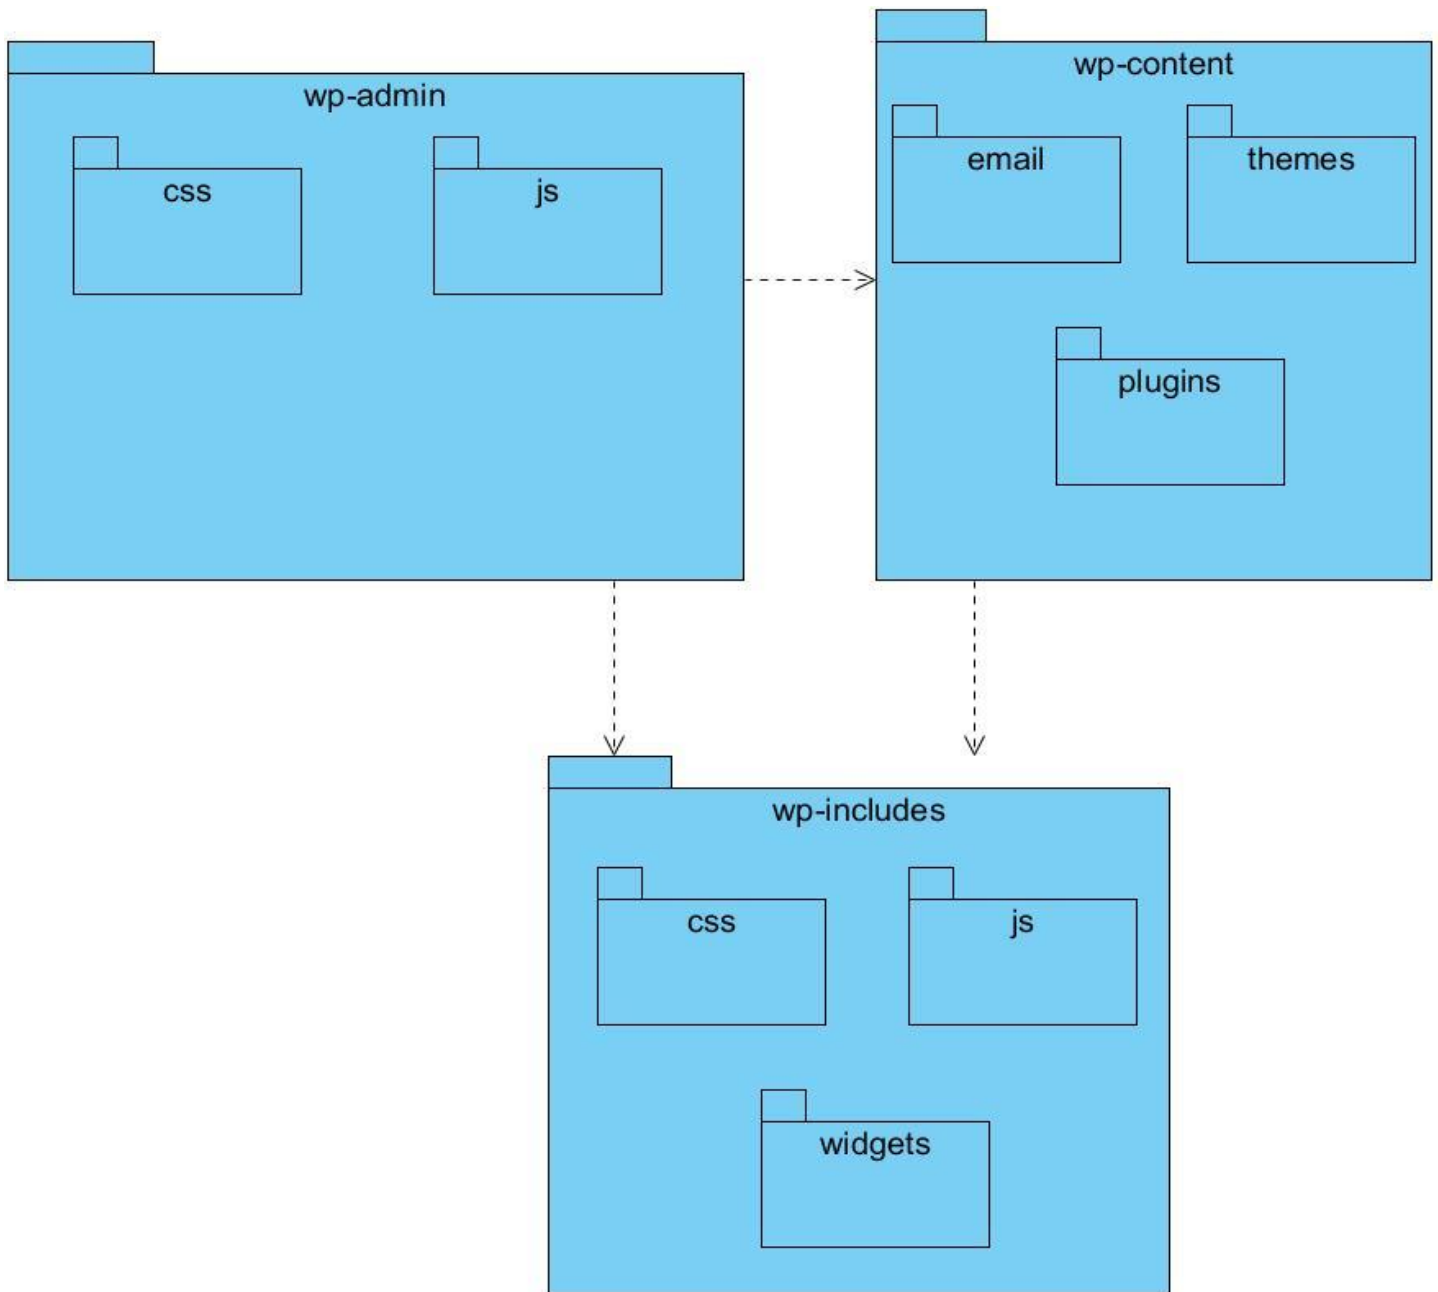 wp-admin
css
js
wp-content
email
themes
plugins
wp-includes
css
js
widgets